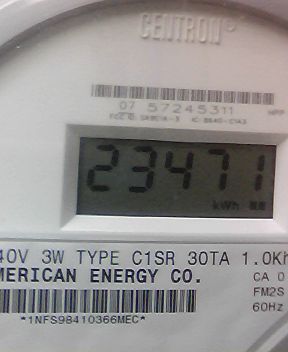 CENTRON®
07 57245311
23471
kWh
40V 3W TYPE C1SR 30TA 1.0Kh
MERICAN ENERGY CO.
CA 0
FM2S
60Hz
*1NFS98410366MEC*